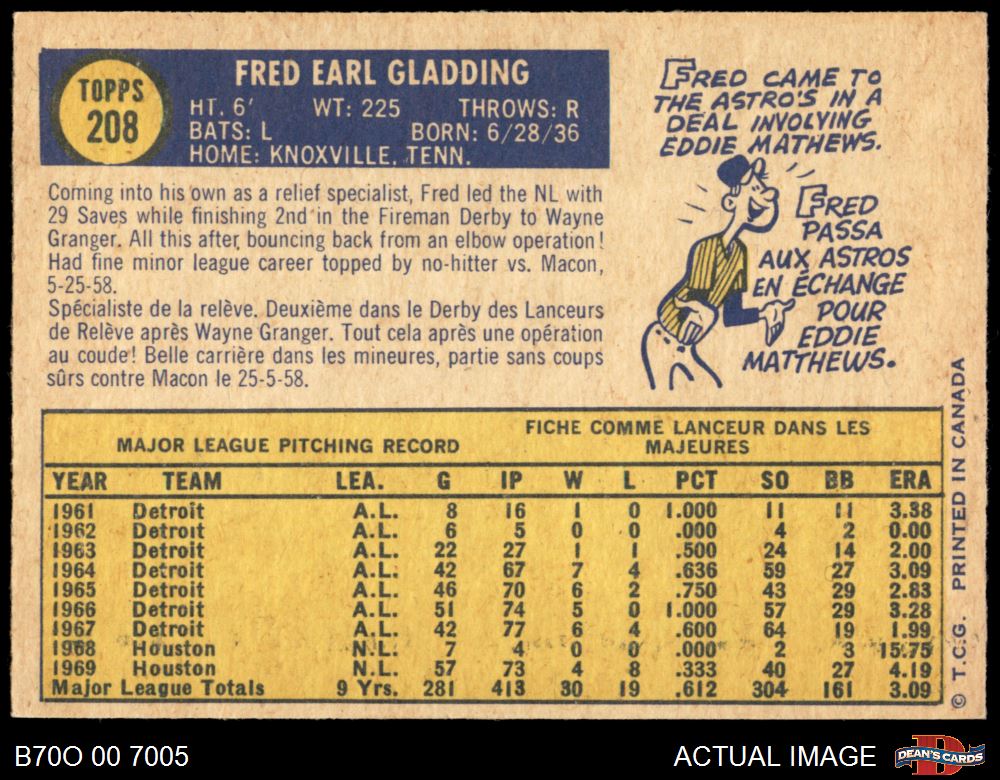 TOPPS
208
FRED EARL GLADDING
HT. 6' WT: 225 THROWS: R
BATS: L BORN: 6/28/36
HOME: KNOXVILLE, TENN.
Coming into his own as a relief specialist, Fred led the NL with
29 Saves while finishing 2nd in the Fireman Derby to Wayne
Granger. All this after bouncing back from an elbow operation!
Had fine minor league career topped by no-hitter vs. Macon,
5-25-58.
Spécialiste de la relève. Deuxième dans le Derby des Lanceurs
de Relève après Wayne Granger. Tout cela après une opération
au coude! Belle carrière dans les mineures, partie sans coups
sûrs contre Macon le 25-5-58.
FRED CAME TO
THE ASTRO'S IN A
DEAL INVOLVING
EDDIE MATHEWS.
FRED
PASSA
AUX ASTROS
EN ÉCHANGE
POUR
EDDIE
MATTHEWS.
MAJOR LEAGUE PITCHING RECORD
FICHE COMME LANCEUR DANS LES
MAJEURES
YEAR TEAM LEA. G IP W L PCT SO BB ERA
1961 Detroit A.L. 8 16 1 0 1.000 11 11 3.38
1962 Detroit A.L. 6 5 0 0 .000 4 2 0.00
1963 Detroit A.L. 22 27 1 1 .500 24 14 2.00
1964 Detroit A.L. 42 67 7 4 .636 59 27 3.09
1965 Detroit A.L. 46 70 6 2 .750 43 29 2.83
1966 Detroit A.L. 51 74 5 0 1.000 57 29 3.28
1967 Detroit A.L. 42 77 6 4 .600 64 19 1.99
1968 Houston N.L. 7 4 0 0 .000 2 3 15.75
1969 Houston N.L. 57 73 4 8 .333 40 27 4.19
Major League Totals 9 Yrs. 281 413 30 19 .612 304 161 3.09
© T.C.G. PRINTED IN CANADA
B70O 00 7005
ACTUAL IMAGE
DEAN'S CARDS